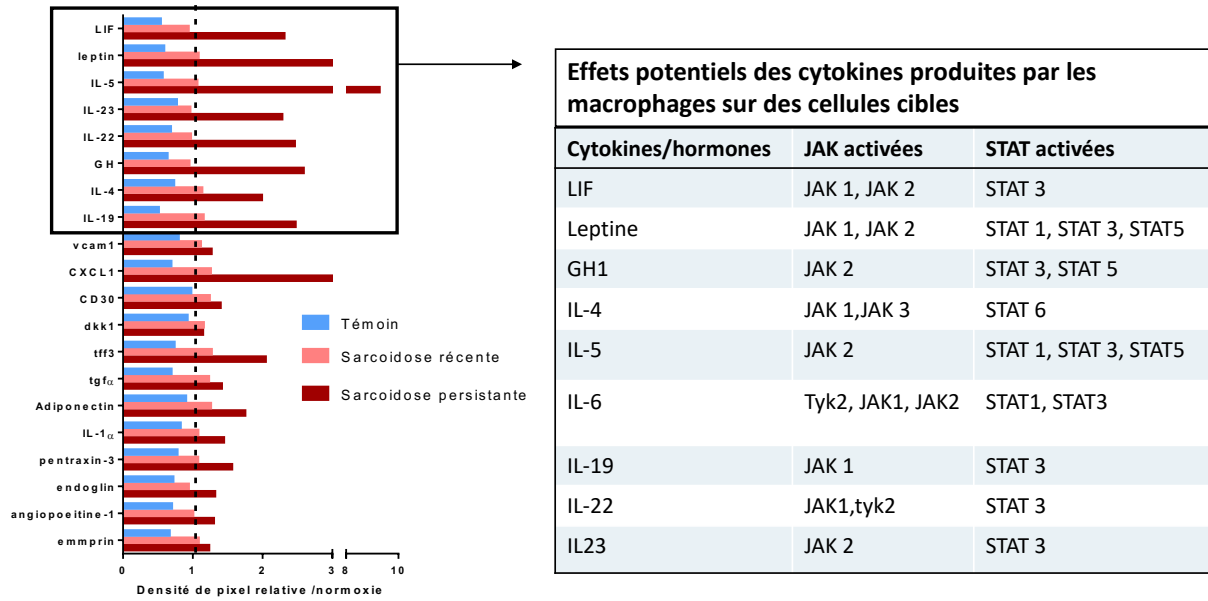 LIF
leptin
IL-5
IL-23
IL-22
GH
IL-4
IL-19
vcam1
CXCL1
CD30
dkk1
tff3
tgfα
Adiponectin
IL-1α
pentraxin-3
endoglin
angiopoeitine-1
emmprin
0 1 2 3 8 10
Densité de pixel relative /normoxie
Témoin
Sarcoidose récente
Sarcoidose persistante
Effets potentiels des cytokines produites par les
macrophages sur des cellules cibles
Cytokines/hormones JAK activées STAT activées
LIF JAK 1, JAK 2 STAT 3
Leptine JAK 1, JAK 2 STAT 1, STAT 3, STAT5
GH1 JAK 2 STAT 3, STAT 5
IL-4 JAK 1,JAK 3 STAT 6
IL-5 JAK 2 STAT 1, STAT 3, STAT5
IL-6 Tyk2, JAK1, JAK2 STAT1, STAT3
IL-19 JAK 1 STAT 3
IL-22 JAK1,tyk2 STAT 3
IL23 JAK 2 STAT 3